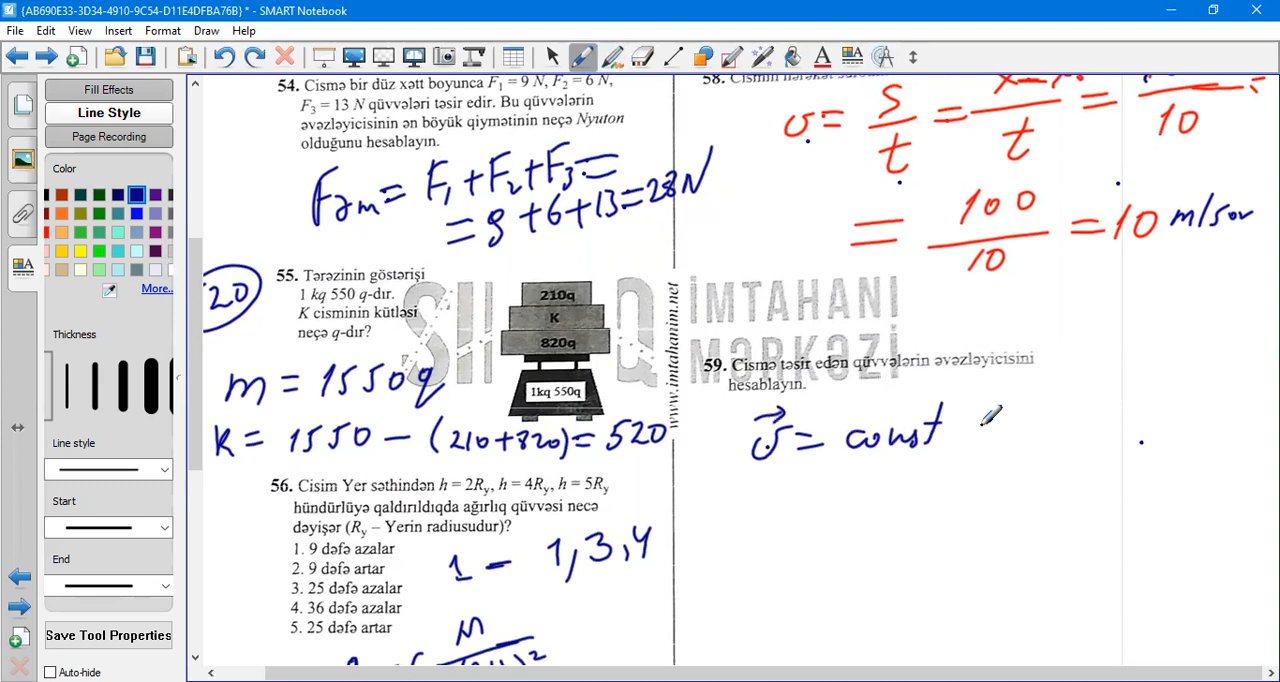 {AB690E33-3D34-4910-9C54-D11E4DFBA76B}* - SMART Notebook
File Edit View Insert Format Draw Help
Fill Effects
Line Style
Page Recording
Color
More..
Thickness
Line style
Start
End
Save Tool Properties
Auto-hide
54. Cismə bir düz xətt boyunca F₁ = 9 N, F₂ = 6 N,
F₃ = 13 N qüvvələri təsir edir. Bu qüvvələrin
əvəzləyicisinin ən böyük qiymətinin neçə Nyuton
olduğunu hesablayın.
Fəm = F₁ + F₂ + F₃ =
= 9 + 6 + 13 = 28 N
55. Tərəzinin göstərişi
1 kq 550 q-dır.
K cisminin kütləsi
neçə q-dır?
520
210q
K
820q
1kq 550q
m = 1550q
K = 1550 - (210+820) = 520
56. Cisim Yer səthindən h = 2Rᵧ, h = 4Rᵧ, h = 5Rᵧ
hündürlüyə qaldırıldıqda ağırlıq qüvvəsi necə
dəyişər (Rᵧ – Yerin radiusudur)?
1. 9 dəfə azalar
2. 9 dəfə artar
3. 25 dəfə azalar
4. 36 dəfə azalar
5. 25 dəfə artar
1 - 1,3,4
M
www.imtahanim.net
İMTAHANI
MƏRKƏZİ
58. Cismin hərəkət
υ = s/t = /t = /10
= 100/10 = 10 m/san
59. Cismə təsir edən qüvvələrin əvəzləyicisini
hesablayın.
υ⃗ = const